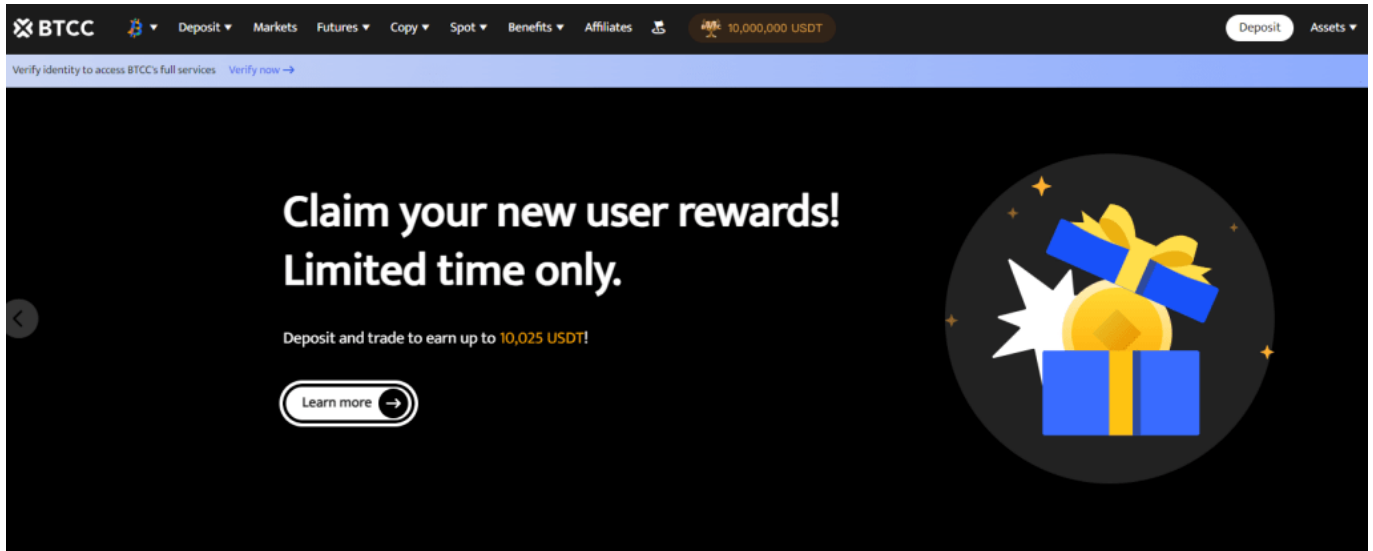 BTCC Deposit Markets Futures Copy Spot Benefits Affiliates 10,000,000 USDT Deposit Assets
Verify identity to access BTCC's full services Verify now →
Claim your new user rewards!
Limited time only.
Deposit and trade to earn up to 10,025 USDT!
Learn more